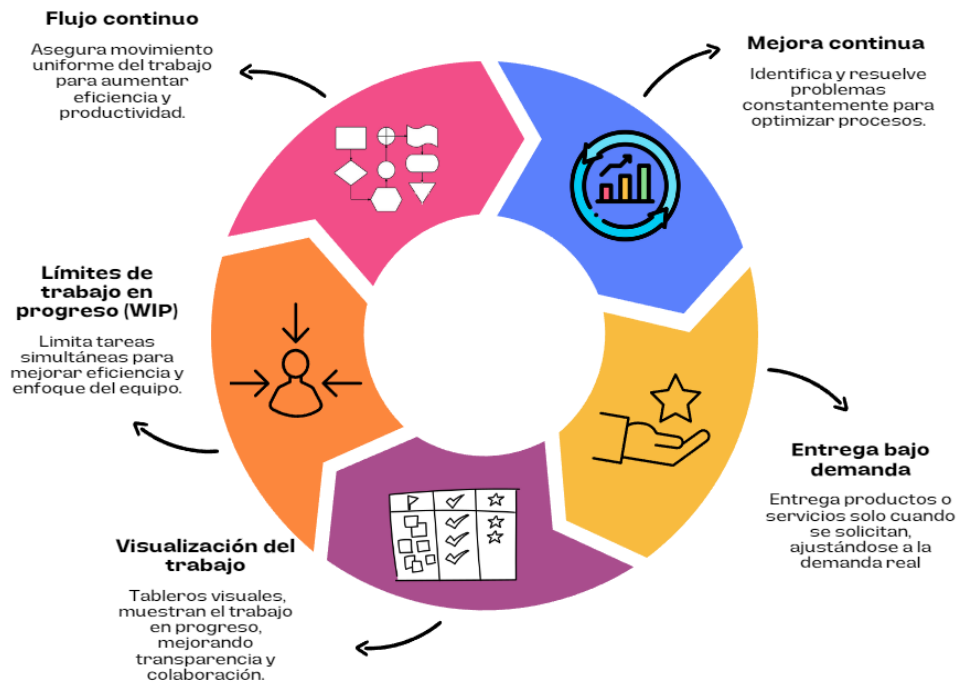 Flujo continuo
Asegura movimiento
uniforme del trabajo
para aumentar
eficiencia y
productividad.
Mejora continua
Identifica y resuelve
problemas
constantemente para
optimizar procesos.
Límites de
trabajo en
progreso (WIP)
Limita tareas
simultáneas para
mejorar eficiencia y
enfoque del equipo.
Entrega bajo
demanda
Entrega productos o
servicios solo cuando
se solicitan,
ajustándose a la
demanda real
Visualización del
trabajo
Tableros visuales,
muestran el trabajo
en progreso,
mejorando
transparencia y
colaboración.